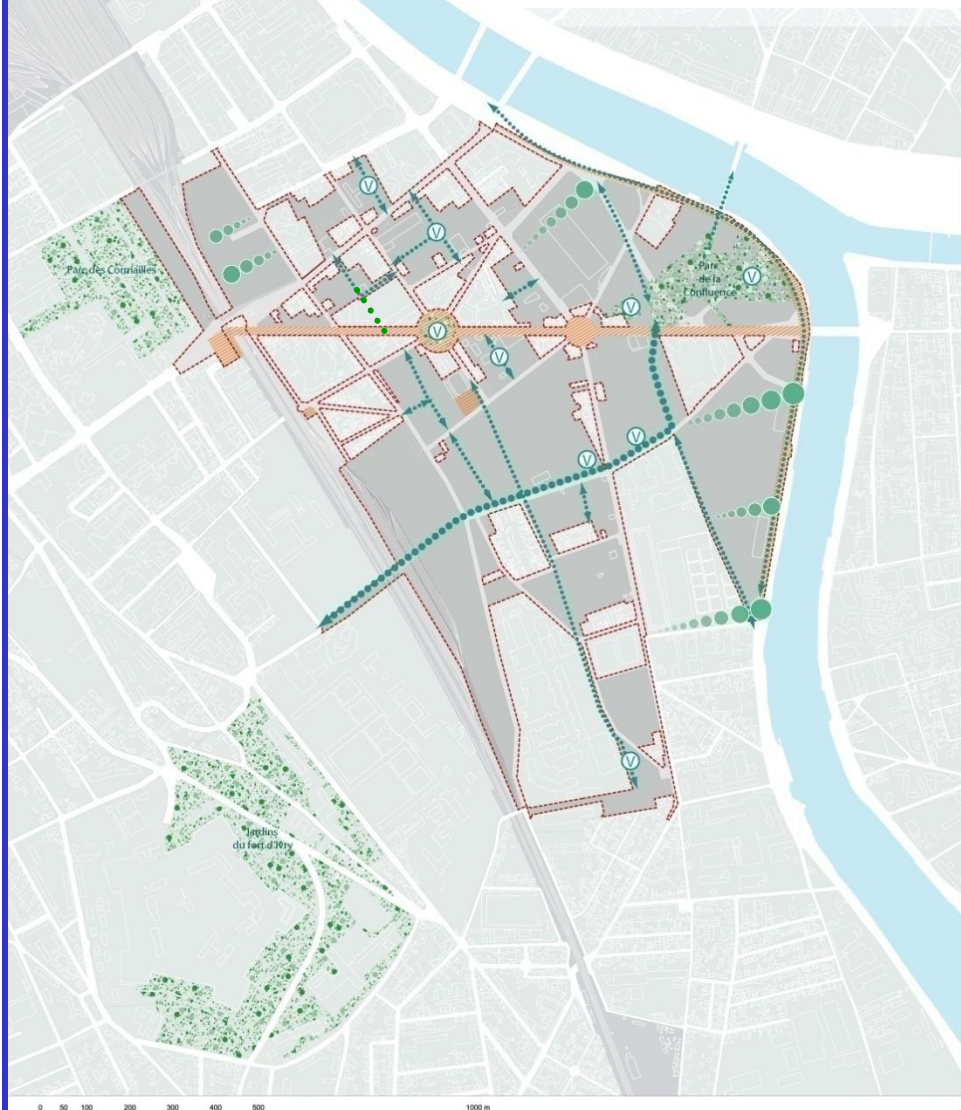 V
V
Parc des Cormailles
Parc
de la
Confluence
V
V
V
V
V
V
V
Jardins
du fort d'Ivry
0 50 100 200 300 400 500 1000 m